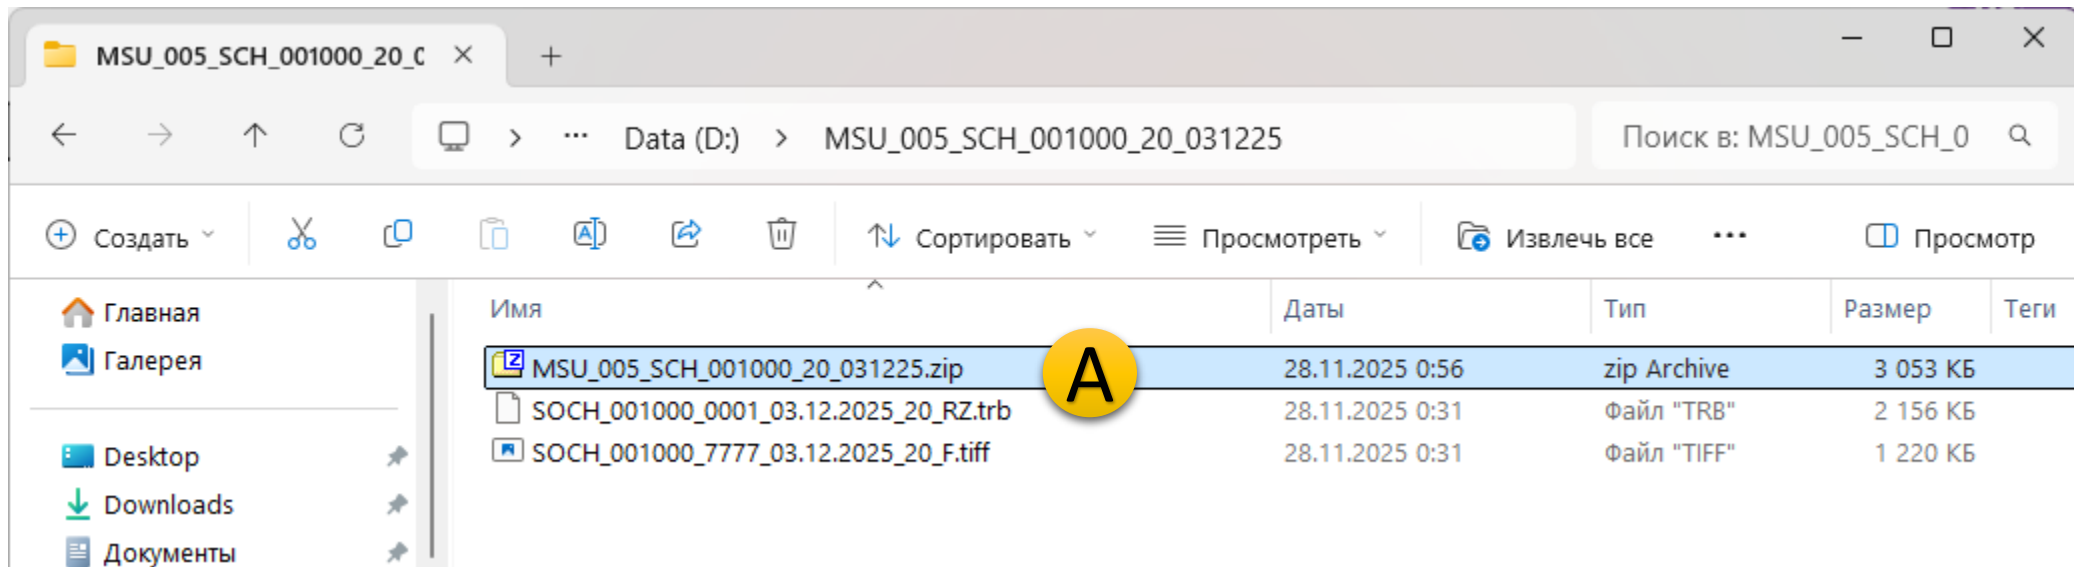 MSU_005_SCH_001000_20_0
Data (D:) > MSU_005_SCH_001000_20_031225
Поиск в: MSU_005_SCH_0
Создать Сортировать Просмотреть Извлечь все Просмотр
Главная
Галерея
Desktop
Downloads
Документы
Имя Даты Тип Размер Теги
MSU_005_SCH_001000_20_031225.zip 28.11.2025 0:56 zip Archive 3 053 КБ
A
SOCH_001000_0001_03.12.2025_20_RZ.trb 28.11.2025 0:31 Файл "TRB" 2 156 КБ
SOCH_001000_7777_03.12.2025_20_F.tiff 28.11.2025 0:31 Файл "TIFF" 1 220 КБ